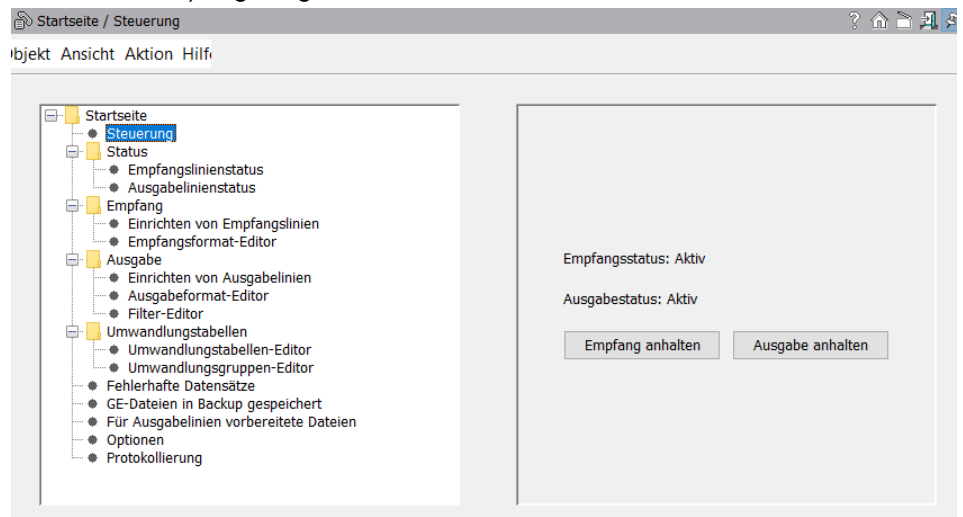 Startseite / Steuerung
Objekt Ansicht Aktion Hilfe
Startseite
Steuerung
Status
Empfangslinienstatus
Ausgabelinienstatus
Empfang
Einrichten von Empfangslinien
Empfangsformat-Editor
Ausgabe
Einrichten von Ausgabelinien
Ausgabeformat-Editor
Filter-Editor
Umwandlungstabellen
Umwandlungstabellen-Editor
Umwandlungsgruppen-Editor
Fehlerhafte Datensätze
GE-Dateien in Backup gespeichert
Für Ausgabelinien vorbereitete Dateien
Optionen
Protokollierung
Empfangsstatus: Aktiv
Ausgabestatus: Aktiv
Empfang anhalten Ausgabe anhalten